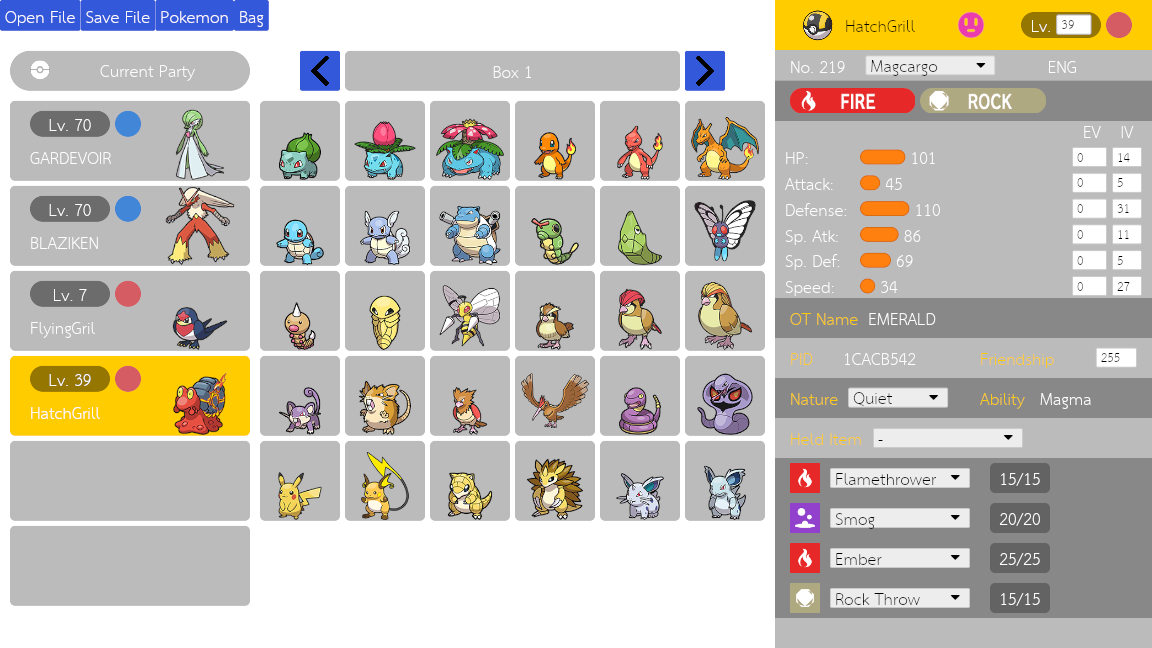 Open File Save File Pokemon Bag
Current Party
Box 1
Lv. 70
GARDEVOIR
Lv. 70
BLAZIKEN
Lv. 7
FlyingGril
Lv. 39
HatchGrill
HatchGrill Lv. 39
No. 219 Magcargo ENG
FIRE ROCK
EV IV
HP: 101 0 14
Attack: 45 0 5
Defense: 110 0 31
Sp. Atk: 86 0 11
Sp. Def: 69 0 5
Speed: 34 0 27
OT Name EMERALD
PID 1CACB542 Friendship 255
Nature Quiet Ability Magma
Held Item -
Flamethrower 15/15
Smog 20/20
Ember 25/25
Rock Throw 15/15